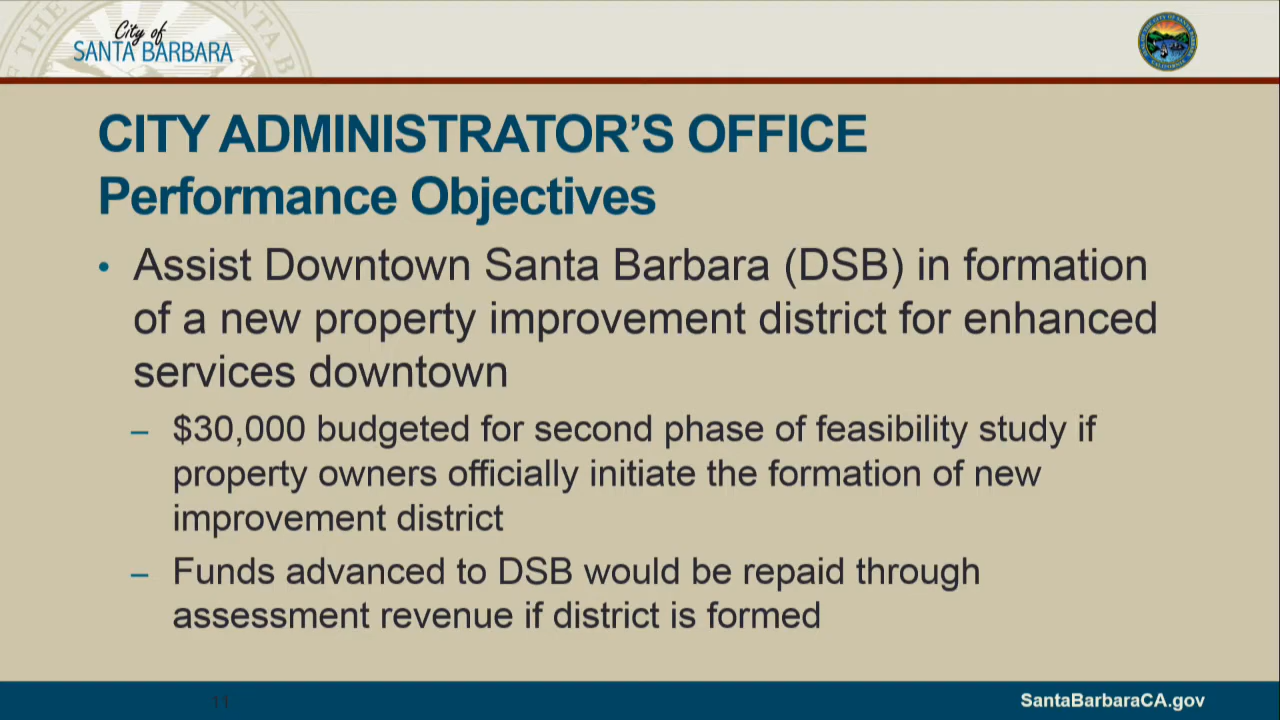 City of
SANTA BARBARA
CITY ADMINISTRATOR'S OFFICE
Performance Objectives
• Assist Downtown Santa Barbara (DSB) in formation
of a new property improvement district for enhanced
services downtown
– $30,000 budgeted for second phase of feasibility study if
property owners officially initiate the formation of new
improvement district
– Funds advanced to DSB would be repaid through
assessment revenue if district is formed
11
SantaBarbaraCA.gov